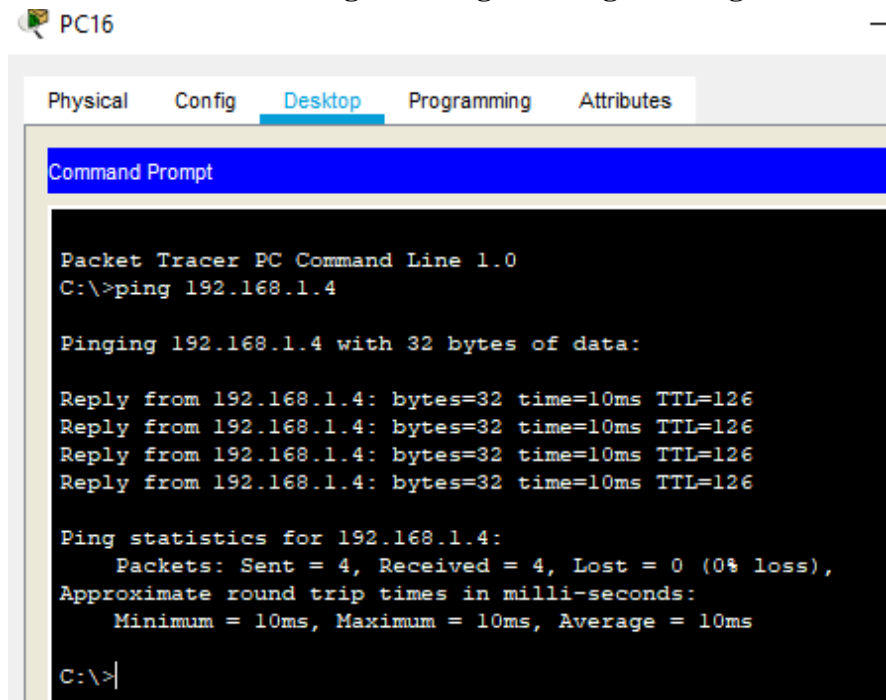 PC16
Physical Config Desktop Programming Attributes
Command Prompt
Packet Tracer PC Command Line 1.0
C:\>ping 192.168.1.4
Pinging 192.168.1.4 with 32 bytes of data:
Reply from 192.168.1.4: bytes=32 time=10ms TTL=126
Reply from 192.168.1.4: bytes=32 time=10ms TTL=126
Reply from 192.168.1.4: bytes=32 time=10ms TTL=126
Reply from 192.168.1.4: bytes=32 time=10ms TTL=126
Ping statistics for 192.168.1.4:
Packets: Sent = 4, Received = 4, Lost = 0 (0% loss),
Approximate round trip times in milli-seconds:
Minimum = 10ms, Maximum = 10ms, Average = 10ms
C:\>